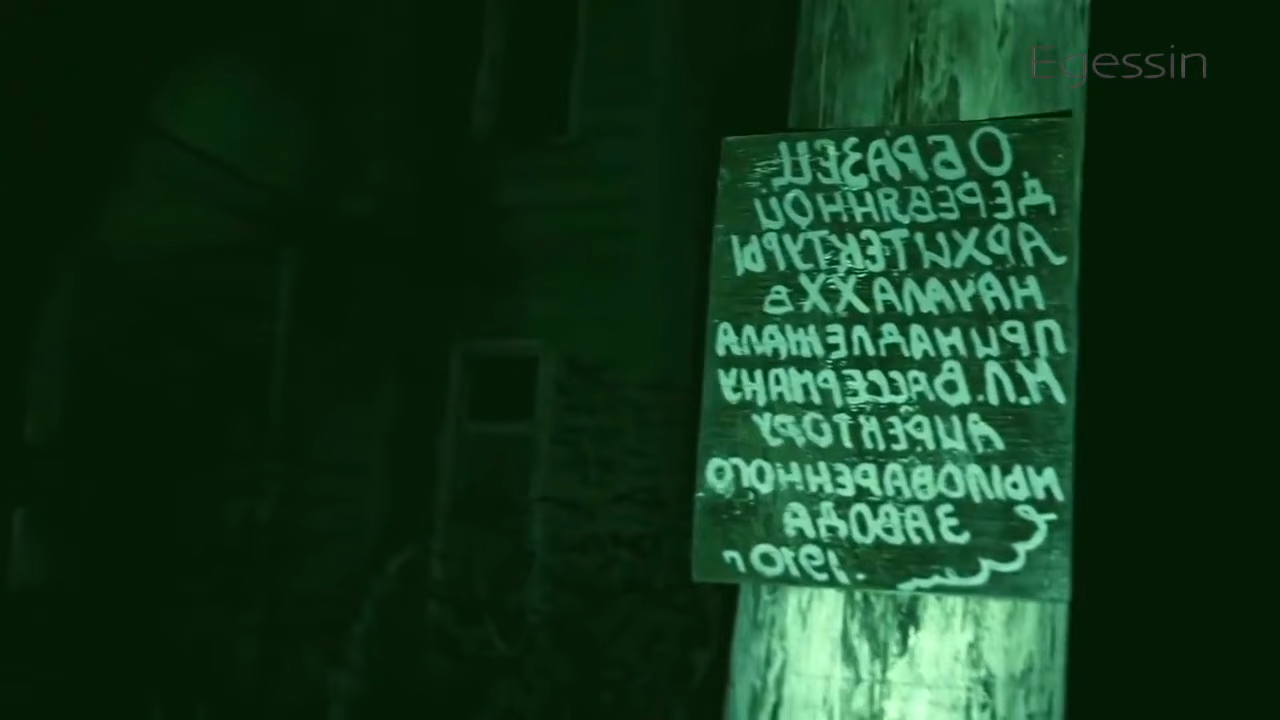 Egessin
ОБРАЗЕЦ
ДЕРЕВЯННОЙ
АРХИТЕКТУРЫ
НАЧАЛА XX в
ПРИНАДЛЕЖАЛА
М.Л. ВАССЕРМАНУ
ДИРЕКТОРУ
МЫЛОВАРЕННОГО
ЗАВОДА
.1910 г